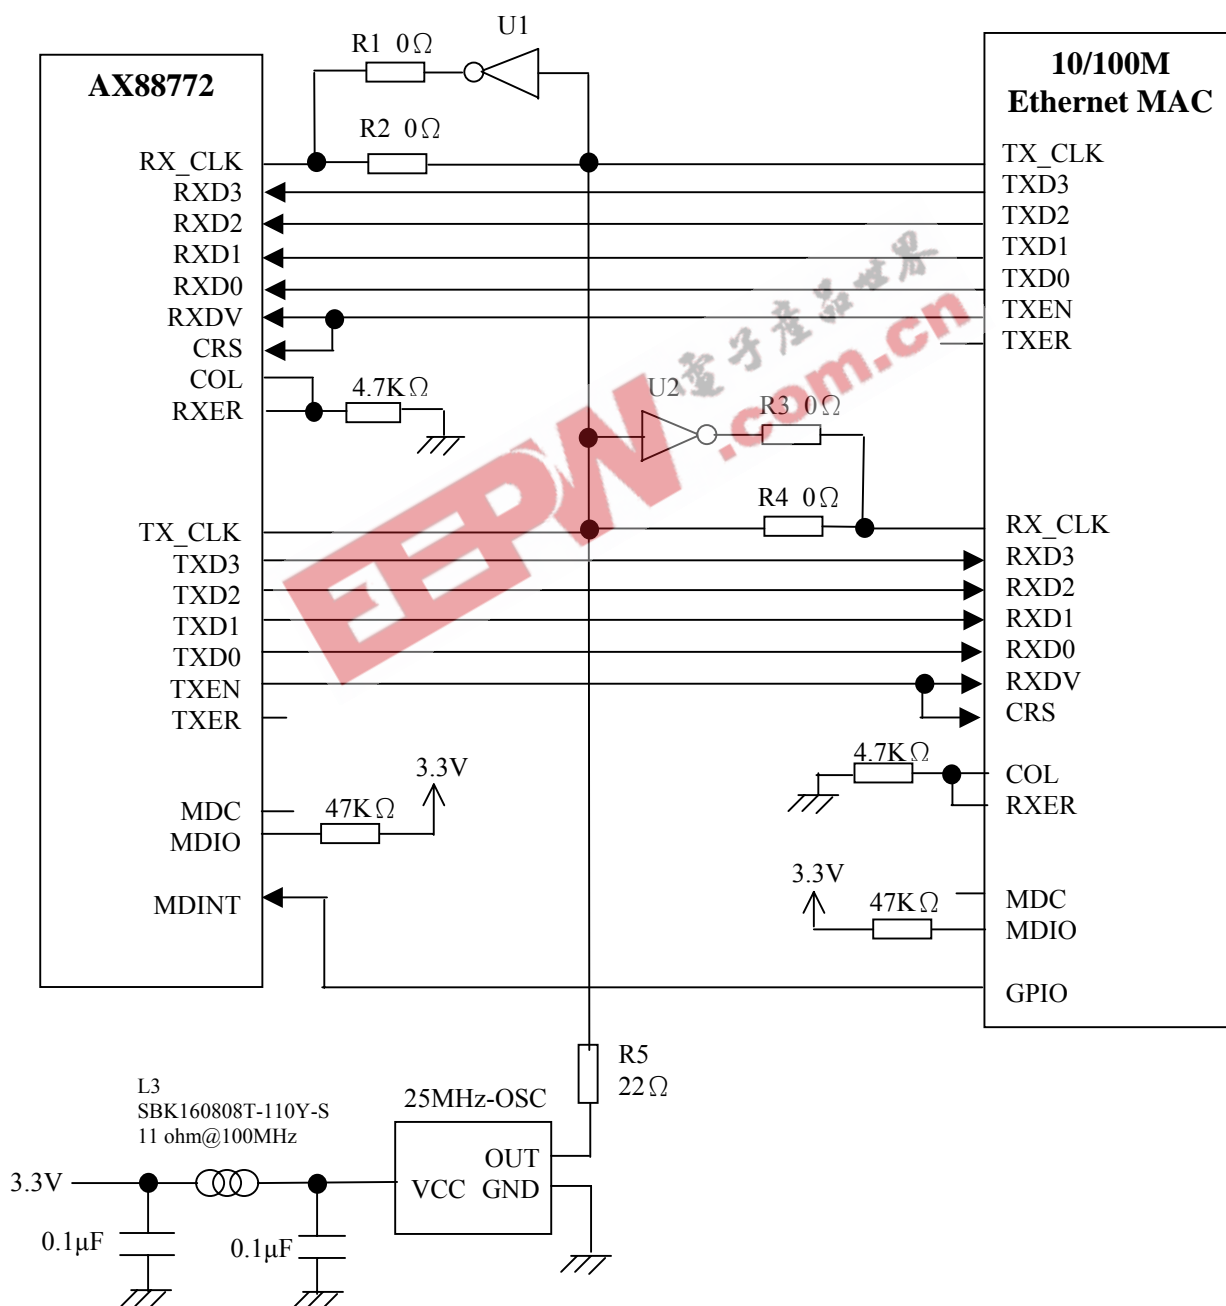 U1
R1 0Ω
AX88772
10/100M
Ethernet MAC
R2 0Ω
RX_CLK
RXD3
RXD2
RXD1
RXD0
RXDV
CRS
COL
RXER
4.7KΩ
TX_CLK
TXD3
TXD2
TXD1
TXD0
TXEN
TXER
電子產品世界
EEPW.com.cn
U2
R3 0Ω
R4 0Ω
TX_CLK
TXD3
TXD2
TXD1
TXD0
TXEN
TXER
RX_CLK
RXD3
RXD2
RXD1
RXD0
RXDV
CRS
4.7KΩ
COL
RXER
3.3V
MDC
47KΩ
MDIO
MDINT
3.3V
47KΩ
MDC
MDIO
GPIO
R5
22Ω
L3
SBK160808T-110Y-S
11 ohm@100MHz
25MHz-OSC
OUT
VCC GND
3.3V
0.1µF
0.1µF